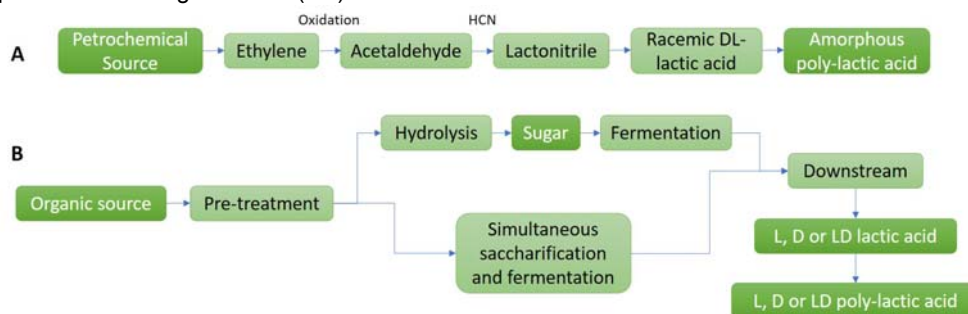 Oxidation
HCN
A
Petrochemical
Source
Ethylene
Acetaldehyde
Lactonitrile
Racemic DL-
lactic acid
Amorphous
poly-lactic acid
B
Hydrolysis
Sugar
Fermentation
Organic source
Pre-treatment
Simultaneous
saccharification
and fermentation
Downstream
L, D or LD lactic acid
L, D or LD poly-lactic acid